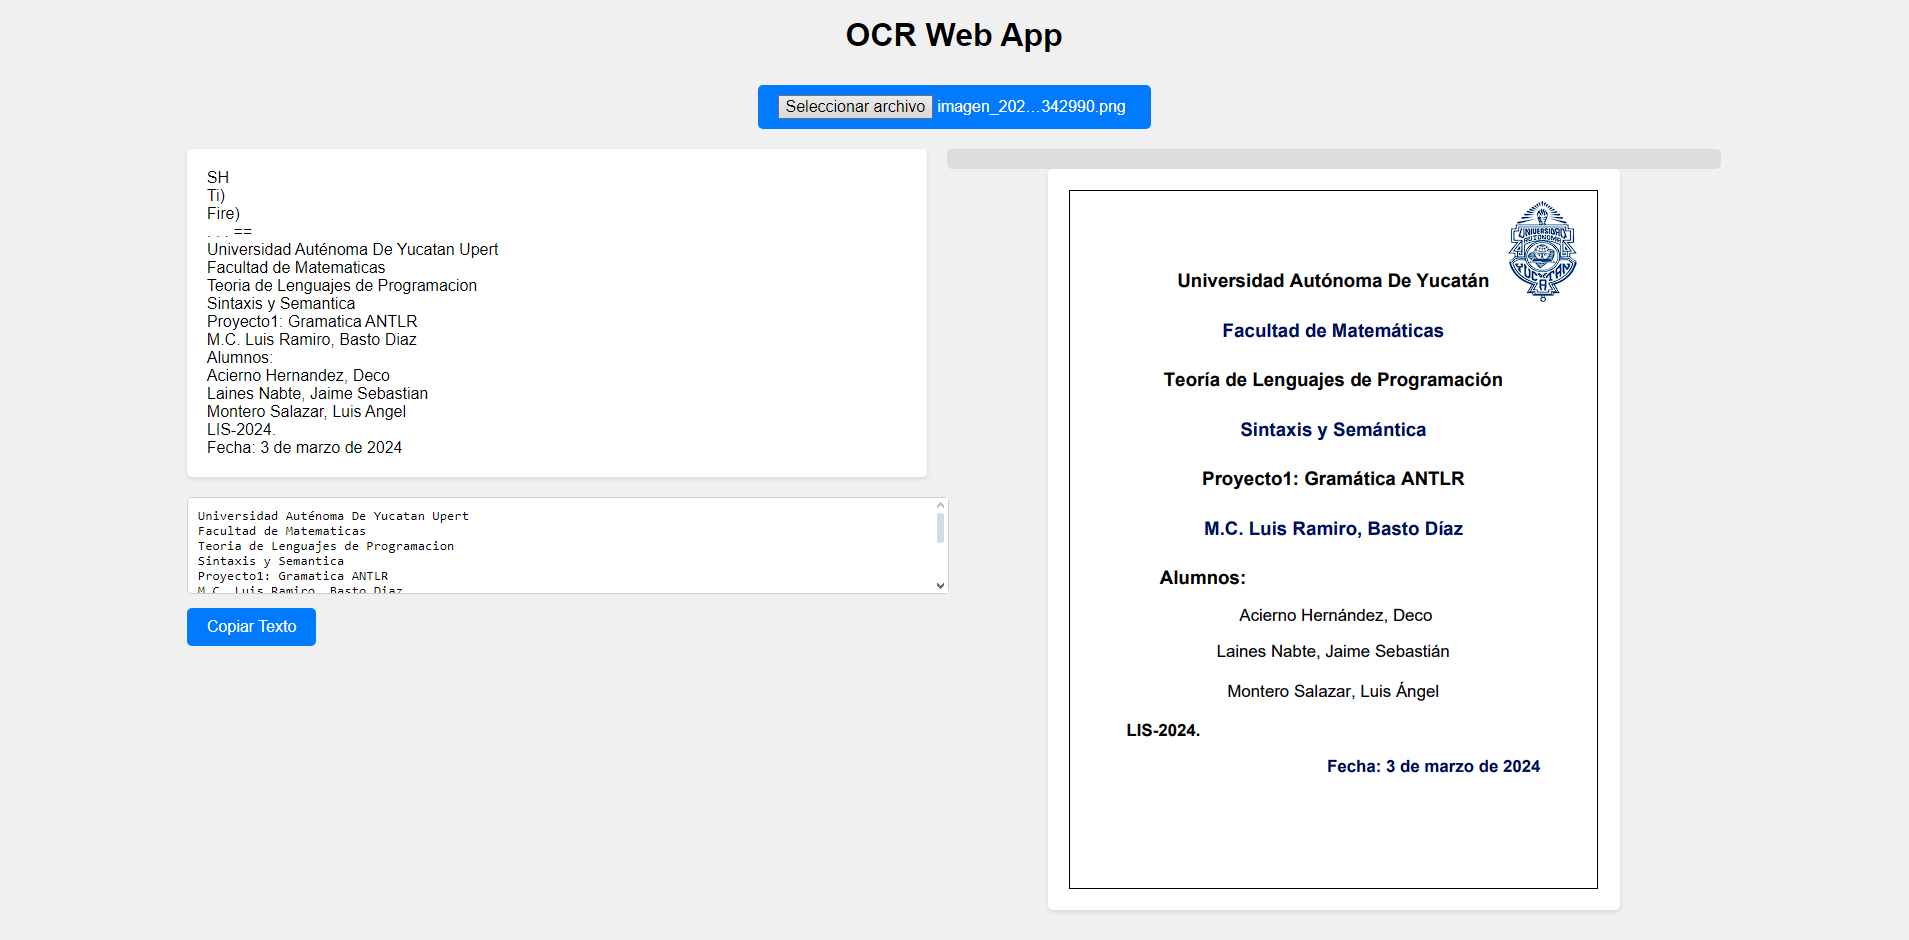 OCR Web App
Seleccionar archivo imagen_202...342990.png
SH
Ti)
Fire)
. . . ==
Universidad Auténoma De Yucatan Upert
Facultad de Matematicas
Teoria de Lenguajes de Programacion
Sintaxis y Semantica
Proyecto1: Gramatica ANTLR
M.C. Luis Ramiro, Basto Diaz
Alumnos:
Acierno Hernandez, Deco
Laines Nabte, Jaime Sebastian
Montero Salazar, Luis Angel
LIS-2024.
Fecha: 3 de marzo de 2024
Universidad Auténoma De Yucatan Upert
Facultad de Matematicas
Teoria de Lenguajes de Programacion
Sintaxis y Semantica
Proyecto1: Gramatica ANTLR
M.C. Luis Ramiro, Basto Diaz
Copiar Texto
UNIVERSIDAD
AUTONOMA
YUCATAN
Universidad Autónoma De Yucatán
Facultad de Matemáticas
Teoría de Lenguajes de Programación
Sintaxis y Semántica
Proyecto1: Gramática ANTLR
M.C. Luis Ramiro, Basto Díaz
Alumnos:
Acierno Hernández, Deco
Laines Nabte, Jaime Sebastián
Montero Salazar, Luis Ángel
LIS-2024.
Fecha: 3 de marzo de 2024